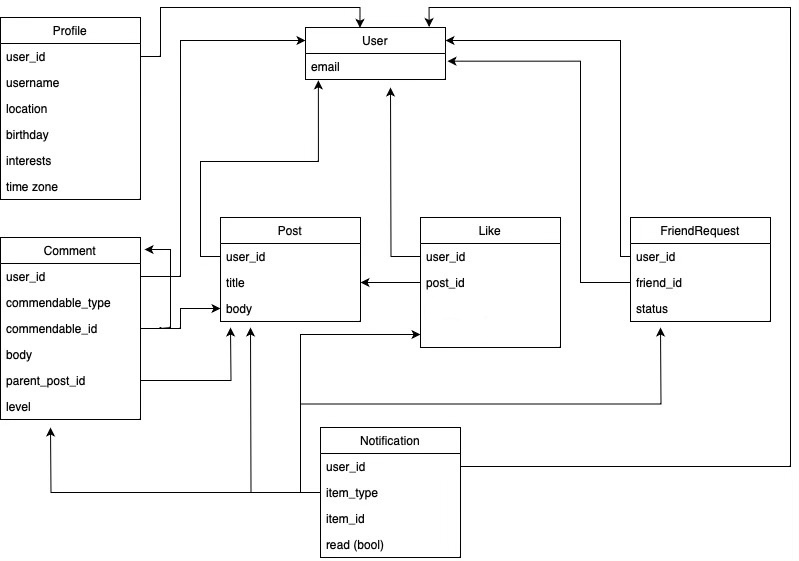 Profile
user_id
username
location
birthday
interests
time zone
User
email
Comment
user_id
commendable_type
commendable_id
body
parent_post_id
level
Post
user_id
title
body
Like
user_id
post_id
FriendRequest
user_id
friend_id
status
Notification
user_id
item_type
item_id
read (bool)